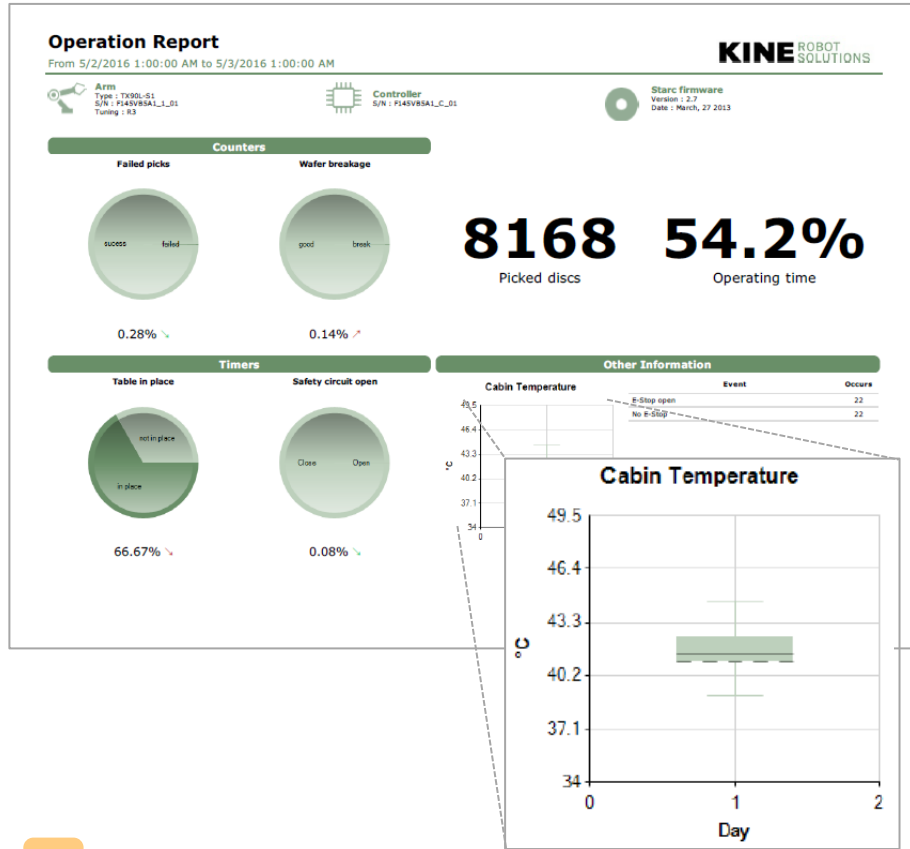 Operation Report
From 5/2/2016 1:00:00 AM to 5/3/2016 1:00:00 AM
KINE ROBOT SOLUTIONS
Arm
Type : TX90L-S1
S/N : F145VB5A1_1_01
Tuning : R3
Controller
S/N : F145VB5A1_C_01
Starc firmware
Version : 2.7
Date : March, 27 2013
Counters
Failed picks
Wafer breakage
sucess failed
good break
0.28%
0.14%
8168
Picked discs
54.2%
Operating time
Timers
Table in place
Safety circuit open
not in place
in place
Close Open
66.67%
0.08%
Other Information
Cabin Temperature
49.5
46.4
43.3
40.2
37.1
34
0
°C
Event Occurs
E-Stop open 22
No E-Stop 22
Cabin Temperature
49.5
46.4
43.3
40.2
37.1
34
°C
0 1 2
Day